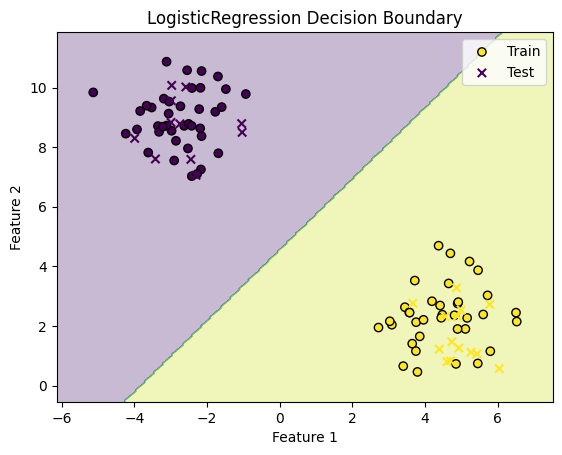 LogisticRegression Decision Boundary
Train
Test
10
8
6
4
2
0
Feature 2
−6
−4
−2
0
2
4
6
Feature 1